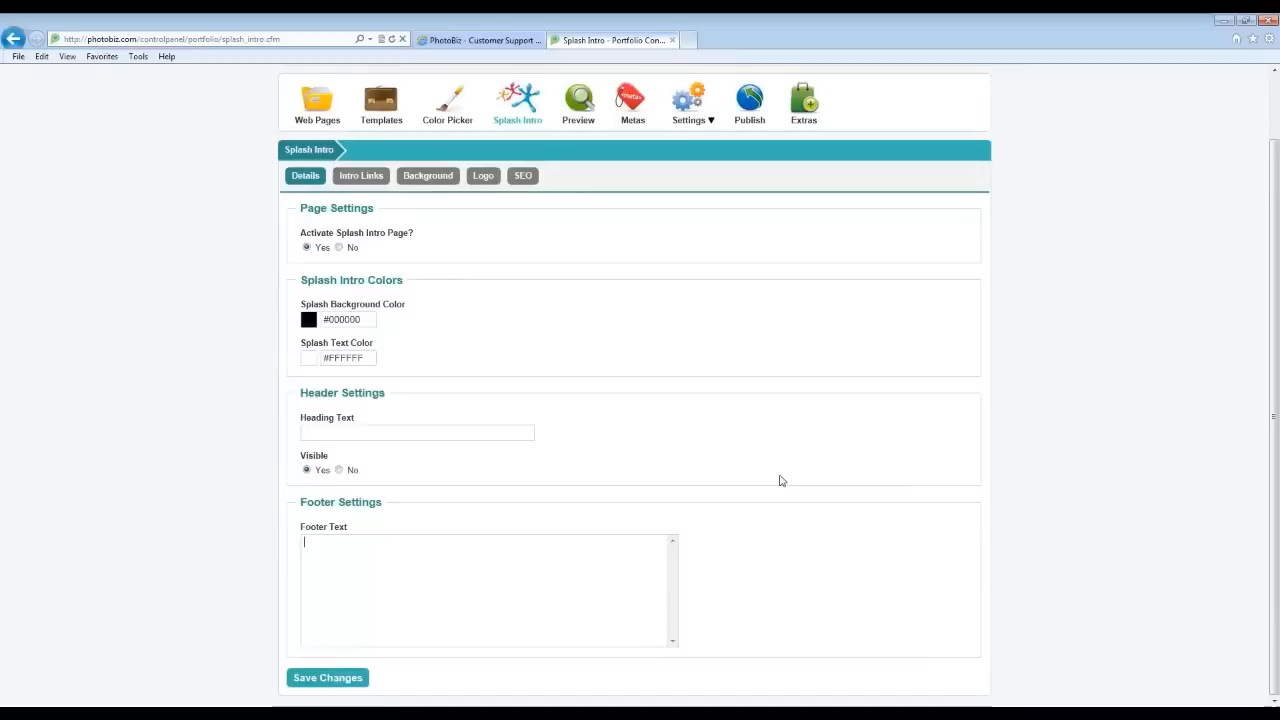 http://photobiz.com/controlpanel/portfolio/splash_intro.cfm
PhotoBiz - Customer Support ...
Splash Intro - Portfolio Con...
File Edit View Favorites Tools Help
Web Pages Templates Color Picker Splash Intro Preview Metas Settings ▼ Publish Extras
Splash Intro
Details Intro Links Background Logo SEO
Page Settings
Activate Splash Intro Page?
Yes No
Splash Intro Colors
Splash Background Color
#000000
Splash Text Color
#FFFFFF
Header Settings
Heading Text
Visible
Yes No
Footer Settings
Footer Text
Save Changes